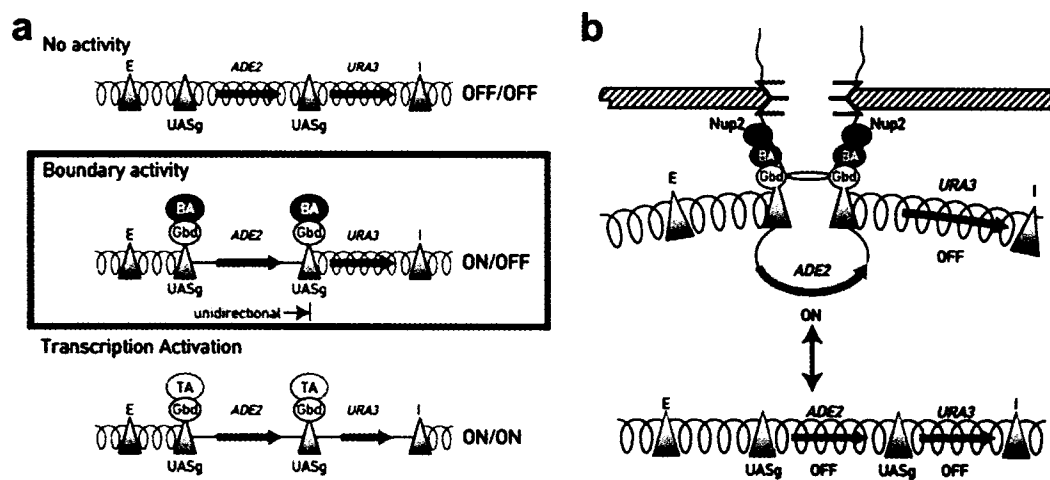 a
No activity
E ADE2 URA3 I
OFF/OFF
UASg UASg
Boundary activity
BA BA
Gbd Gbd
E ADE2 URA3 I
ON/OFF
UASg UASg
unidirectional
Transcription Activation
TA TA
Gbd Gbd
E ADE2 URA3 I
ON/ON
UASg UASg
b
Nup2 Nup2
BA BA
Gbd Gbd
E URA3 I
OFF
ADE2
ON
E ADE2 URA3 I
UASg OFF UASg OFF